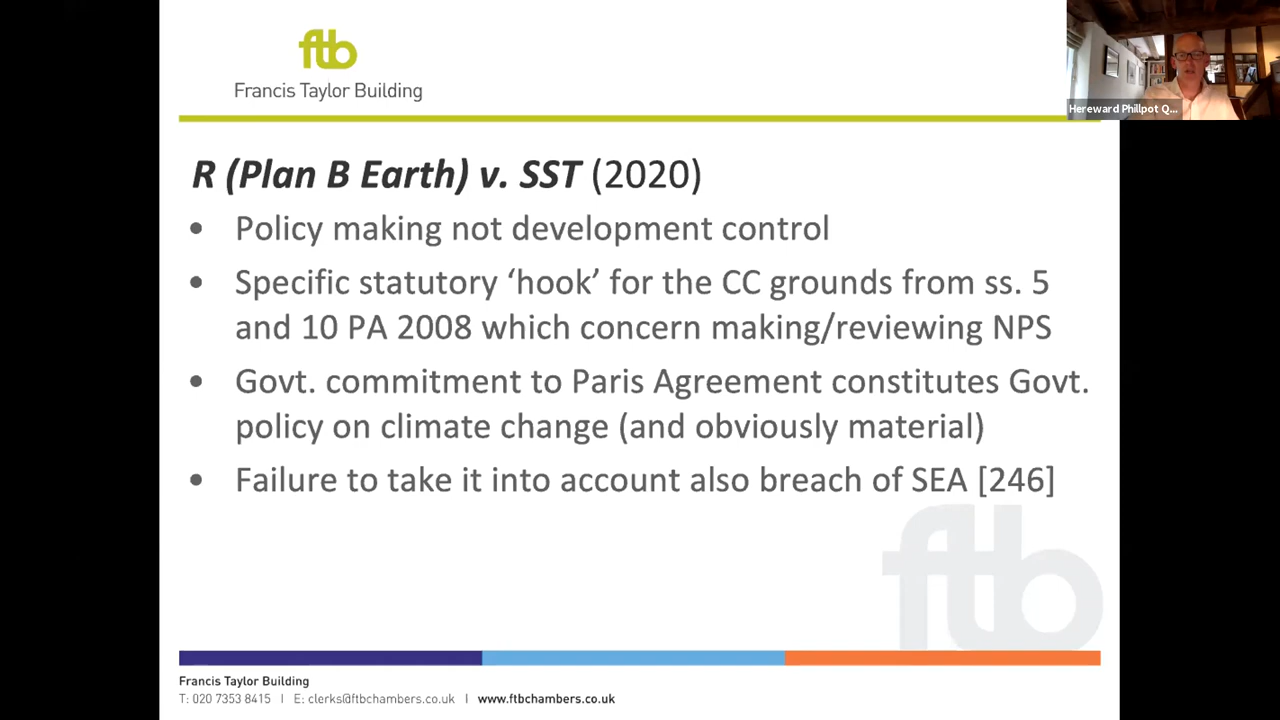 ftb
Francis Taylor Building
Hereward Phillpot Q...
R (Plan B Earth) v. SST (2020)
• Policy making not development control
• Specific statutory ‘hook’ for the CC grounds from ss. 5
and 10 PA 2008 which concern making/reviewing NPS
• Govt. commitment to Paris Agreement constitutes Govt.
policy on climate change (and obviously material)
• Failure to take it into account also breach of SEA [246]
ftb
Francis Taylor Building
T: 020 7353 8415 I E: clerks@ftbchambers.co.uk I www.ftbchambers.co.uk